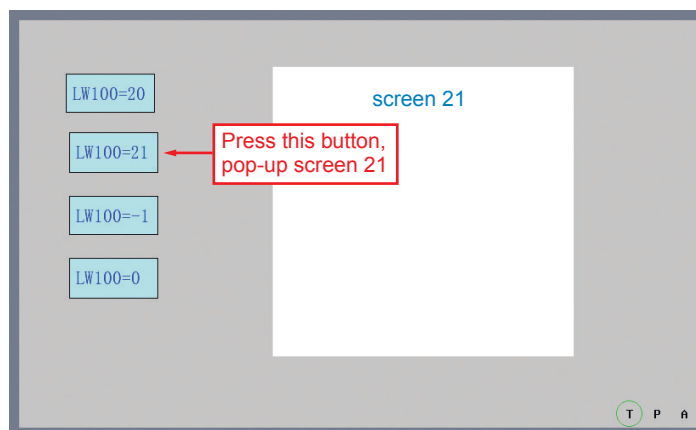 LW100=20
screen 21
LW100=21
Press this button,
pop-up screen 21
LW100=-1
LW100=0
T P A